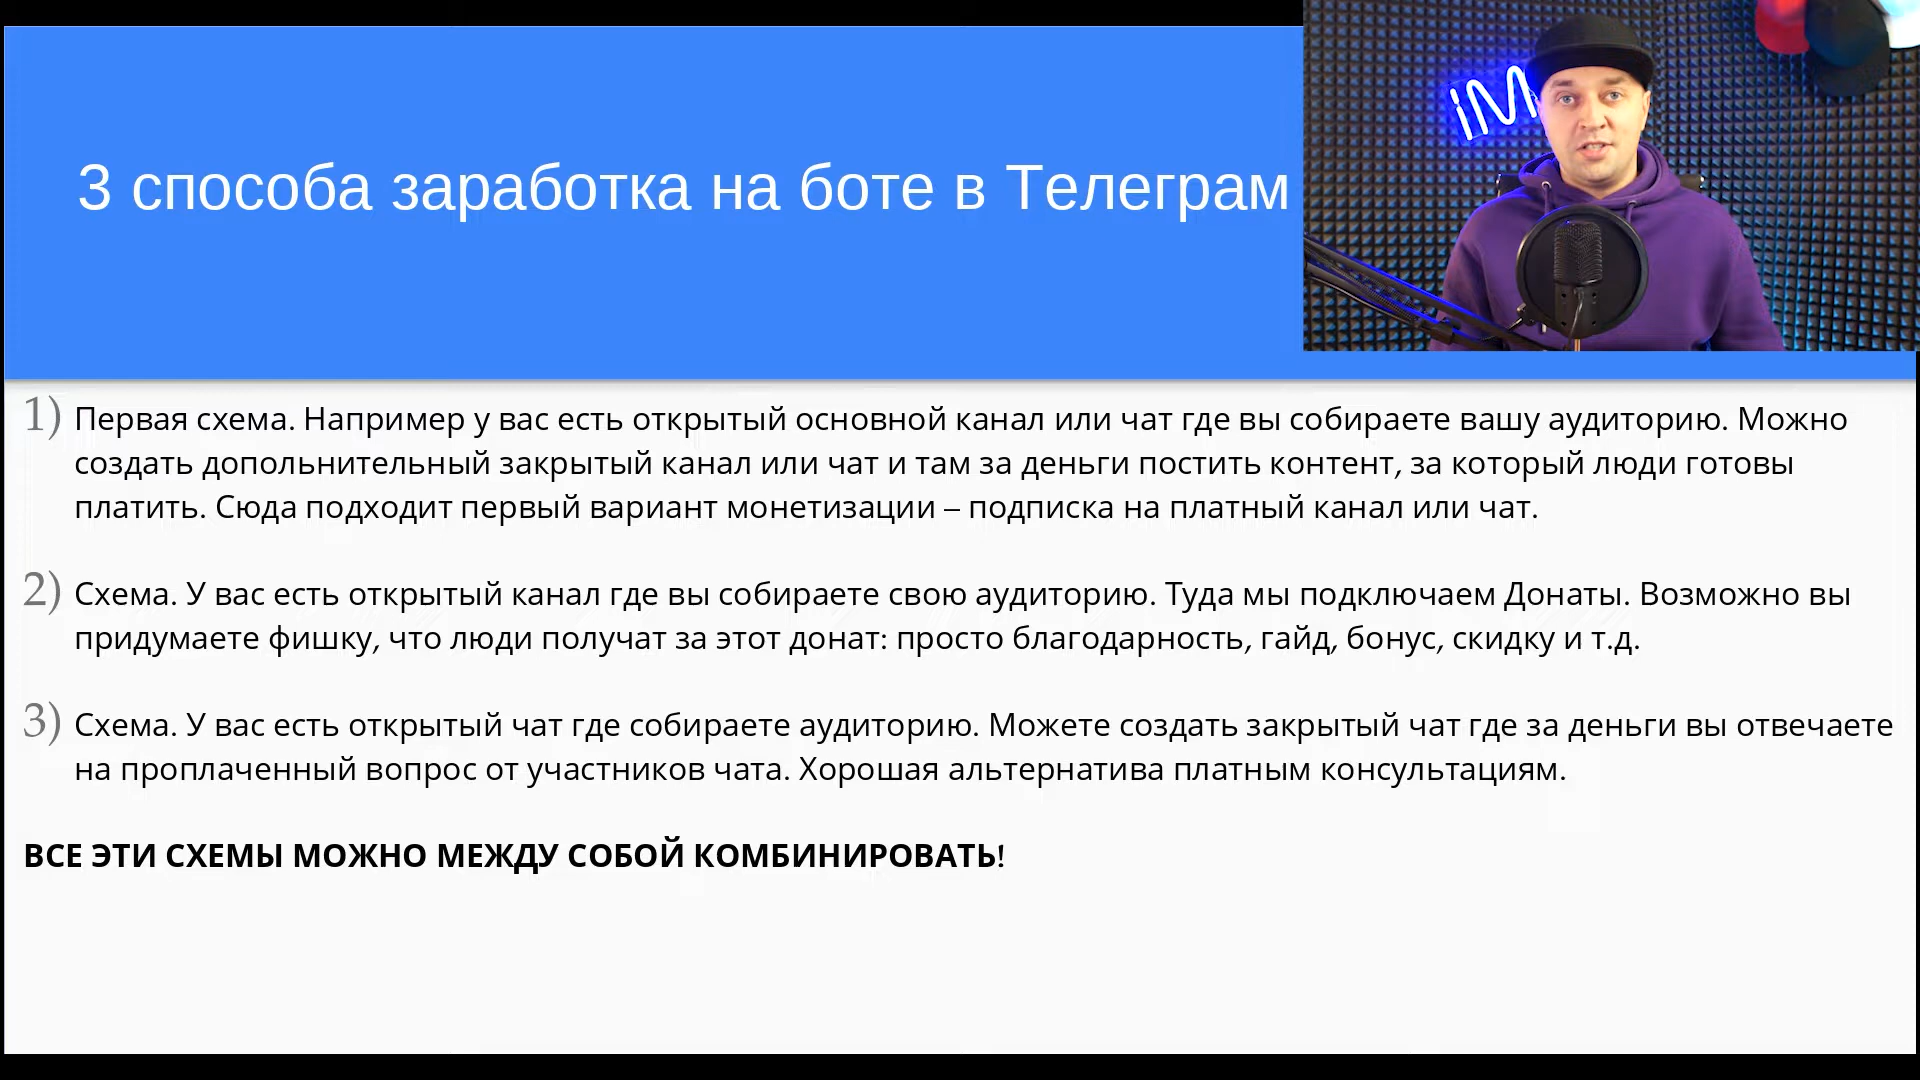 3 способа заработка на боте в Телеграм
iM
1) Первая схема. Например у вас есть открытый основной канал или чат где вы собираете вашу аудиторию. Можно
создать допольнительный закрытый канал или чат и там за деньги постить контент, за который люди готовы
платить. Сюда подходит первый вариант монетизации – подписка на платный канал или чат.
2) Схема. У вас есть открытый канал где вы собираете свою аудиторию. Туда мы подключаем Донаты. Возможно вы
придумаете фишку, что люди получат за этот донат: просто благодарность, гайд, бонус, скидку и т.д.
3) Схема. У вас есть открытый чат где собираете аудиторию. Можете создать закрытый чат где за деньги вы отвечаете
на проплаченный вопрос от участников чата. Хорошая альтернатива платным консультациям.
ВСЕ ЭТИ СХЕМЫ МОЖНО МЕЖДУ СОБОЙ КОМБИНИРОВАТЬ!